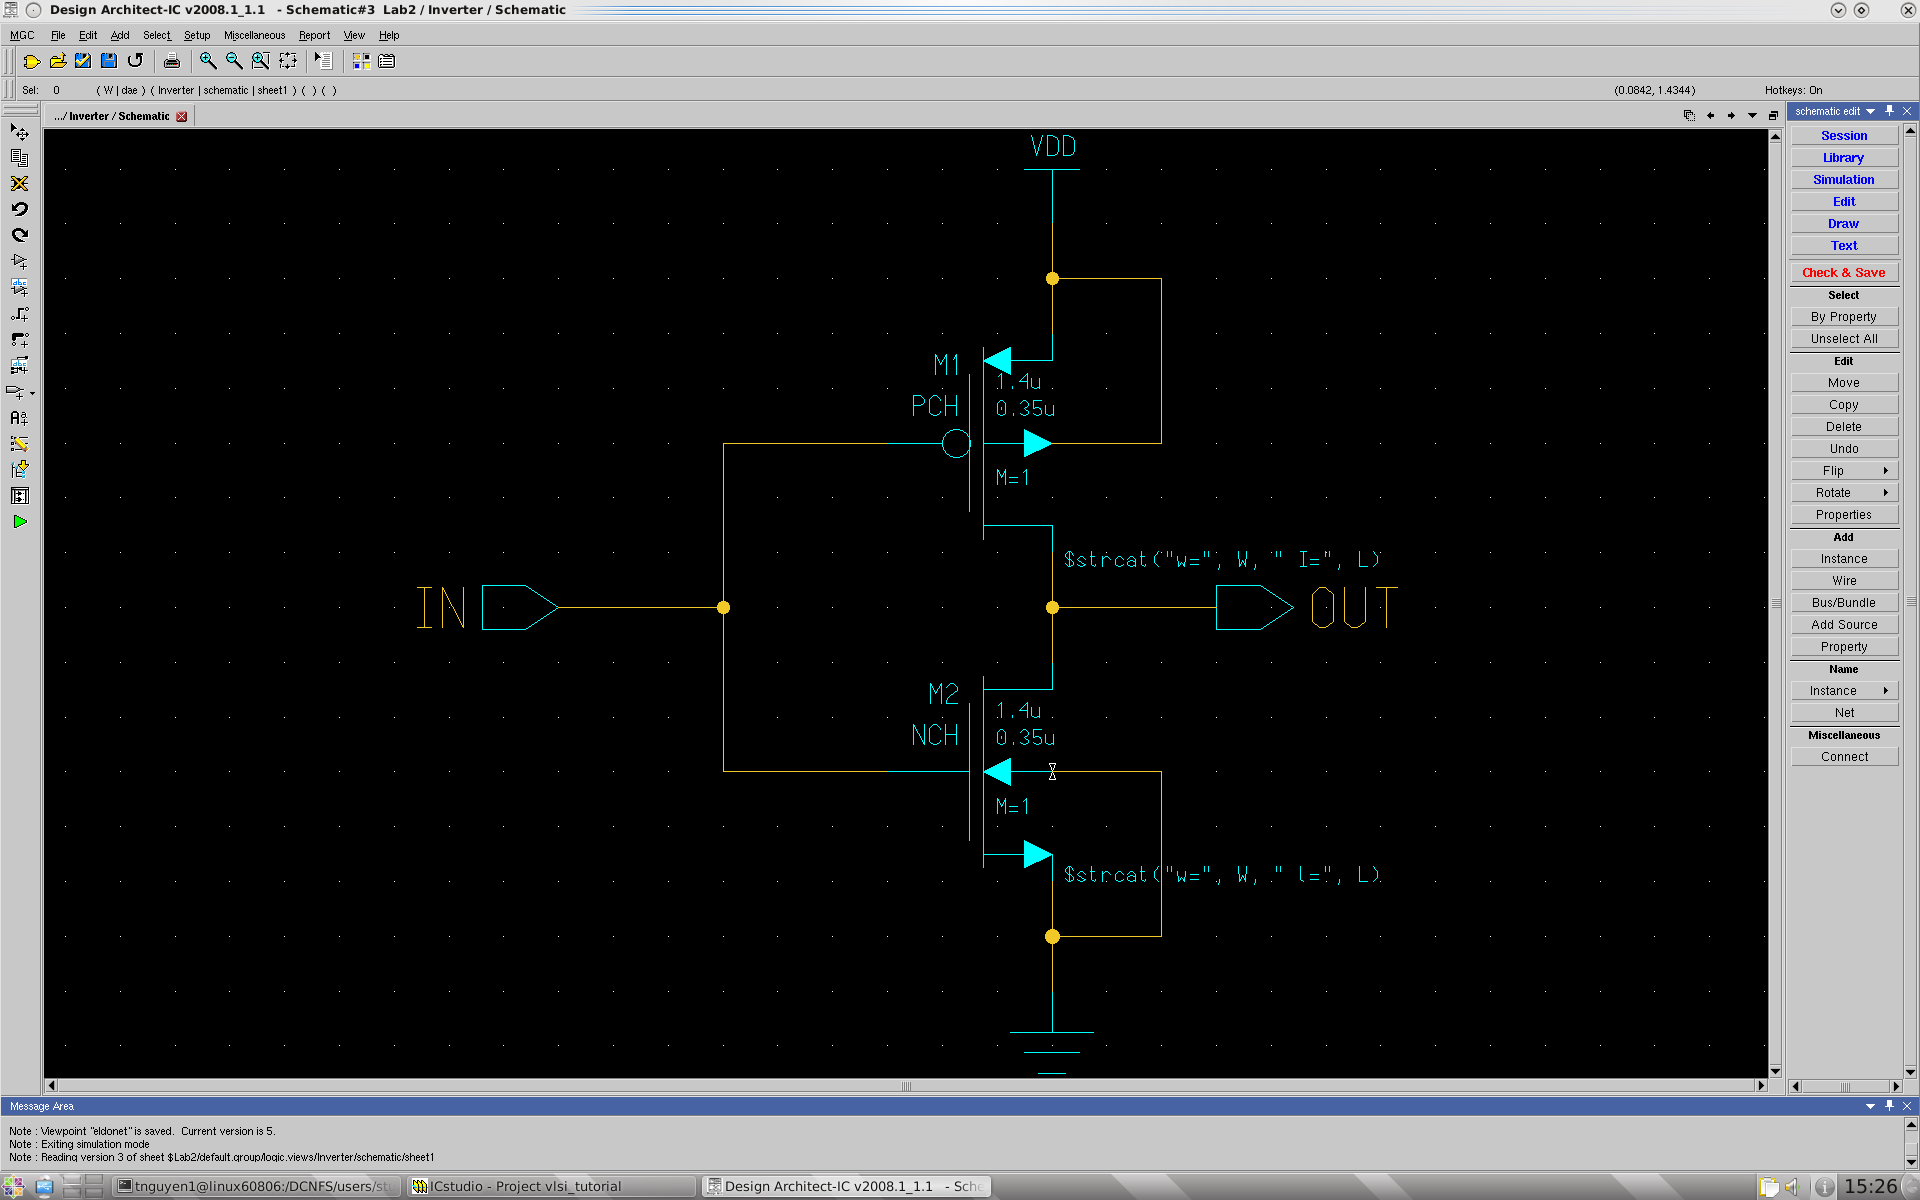 Design Architect-IC v2008.1_1.1 - Schematic#3 Lab2 / Inverter / Schematic
MGC File Edit Add Select Setup Miscellaneous Report View Help
Sel: 0 ( W | dae ) ( Inverter | schematic | sheet1 ) ( ) ( ) (0.0842, 1.4344) Hotkeys: On
.../ Inverter / Schematic
schematic edit
Session
Library
Simulation
Edit
Draw
Text
Check & Save
Select
By Property
Unselect All
Edit
Move
Copy
Delete
Undo
Flip
Rotate
Properties
Add
Instance
Wire
Bus/Bundle
Add Source
Property
Name
Instance
Net
Miscellaneous
Connect
VDD
M1
1.4u
PCH
0.35u
M=1
$strcat("w=", W, " I=", L)
IN
OUT
M2
1.4u
NCH
0.35u
M=1
$strcat("w=", W, " l=", L)
Message Area
Note : Viewpoint "eldonet" is saved. Current version is 5.
Note : Exiting simulation mode
Note : Reading version 3 of sheet $Lab2/default.group/logic.views/Inverter/schematic/sheet1
tnguyen1@linux60806:/DCNFS/users/st
ICstudio - Project vlsi_tutorial
Design Architect-IC v2008.1_1.1 - Sche
15:26